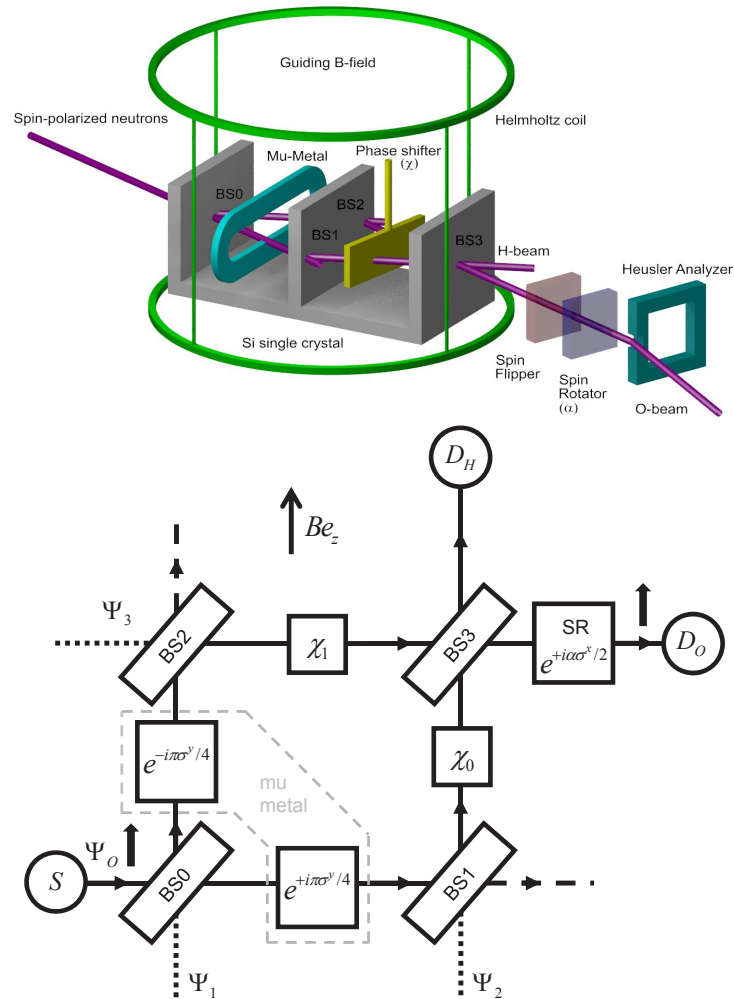 Guiding B-field
Spin-polarized neutrons
Helmholtz coil
Mu-Metal
Phase shifter
(χ)
BS0
BS2
BS1
BS3
H-beam
Heusler Analyzer
Si single crystal
Spin
Flipper
Spin
Rotator
(α)
O-beam
D_H
Be_z
Ψ_3
BS2
χ_1
BS3
SR
e^{+iασ^x/2}
D_O
e^{-iπσ^y/4}
mu
metal
χ_0
Ψ_O
S
BS0
e^{+iπσ^y/4}
BS1
Ψ_1
Ψ_2